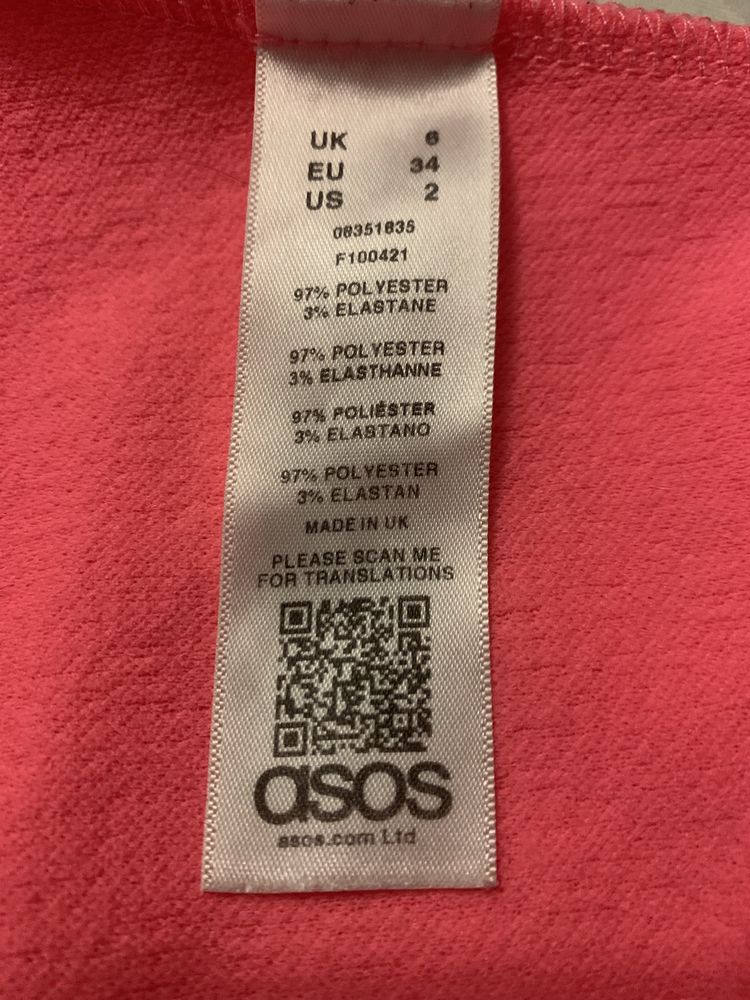 UK 6
EU 34
US 2
08351835
F100421
97% POLYESTER
3% ELASTANE
97% POLYESTER
3% ELASTHANNE
97% POLIÉSTER
3% ELASTANO
97% POLYESTER
3% ELASTAN
MADE IN UK
PLEASE SCAN ME
FOR TRANSLATIONS
asos
asos.com Ltd